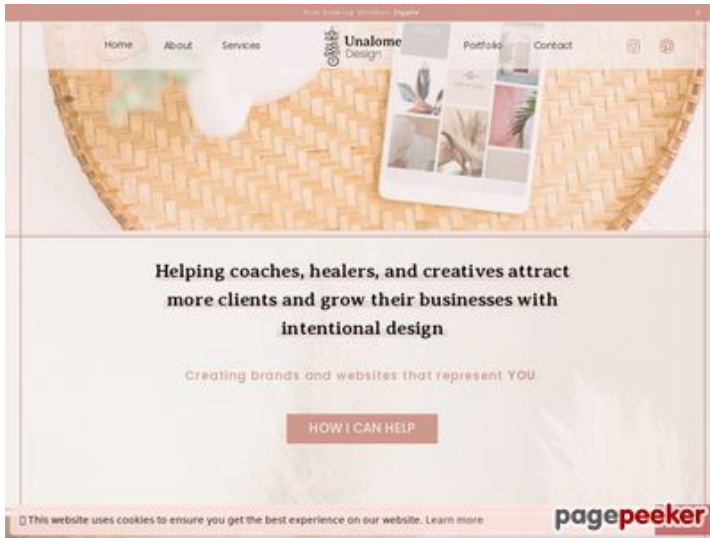 Now Booking October Inquire
x
Home
About
Services
Unalome
Design
Portfolio
Contact
Helping coaches, healers, and creatives attract
more clients and grow their businesses with
intentional design
Creating brands and websites that represent YOU.
HOW I CAN HELP
This website uses cookies to ensure you get the best experience on our website. Learn more
pagepeeker